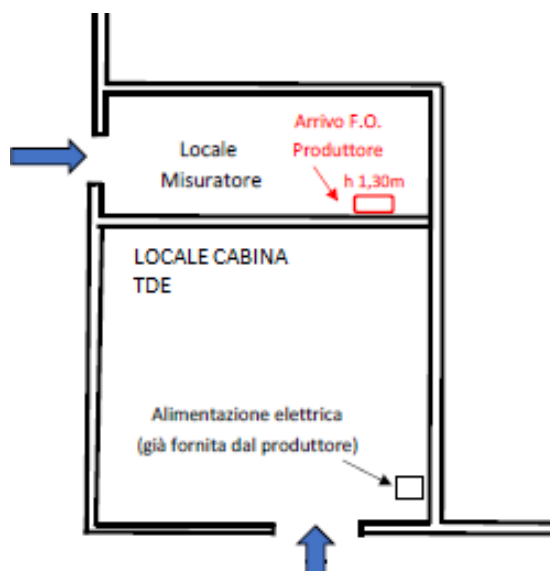 Arrivo F.O.
Produttore
h 1,30m
Locale
Misuratore
LOCALE CABINA
TDE
Alimentazione elettrica
(già fornita dal produttore)